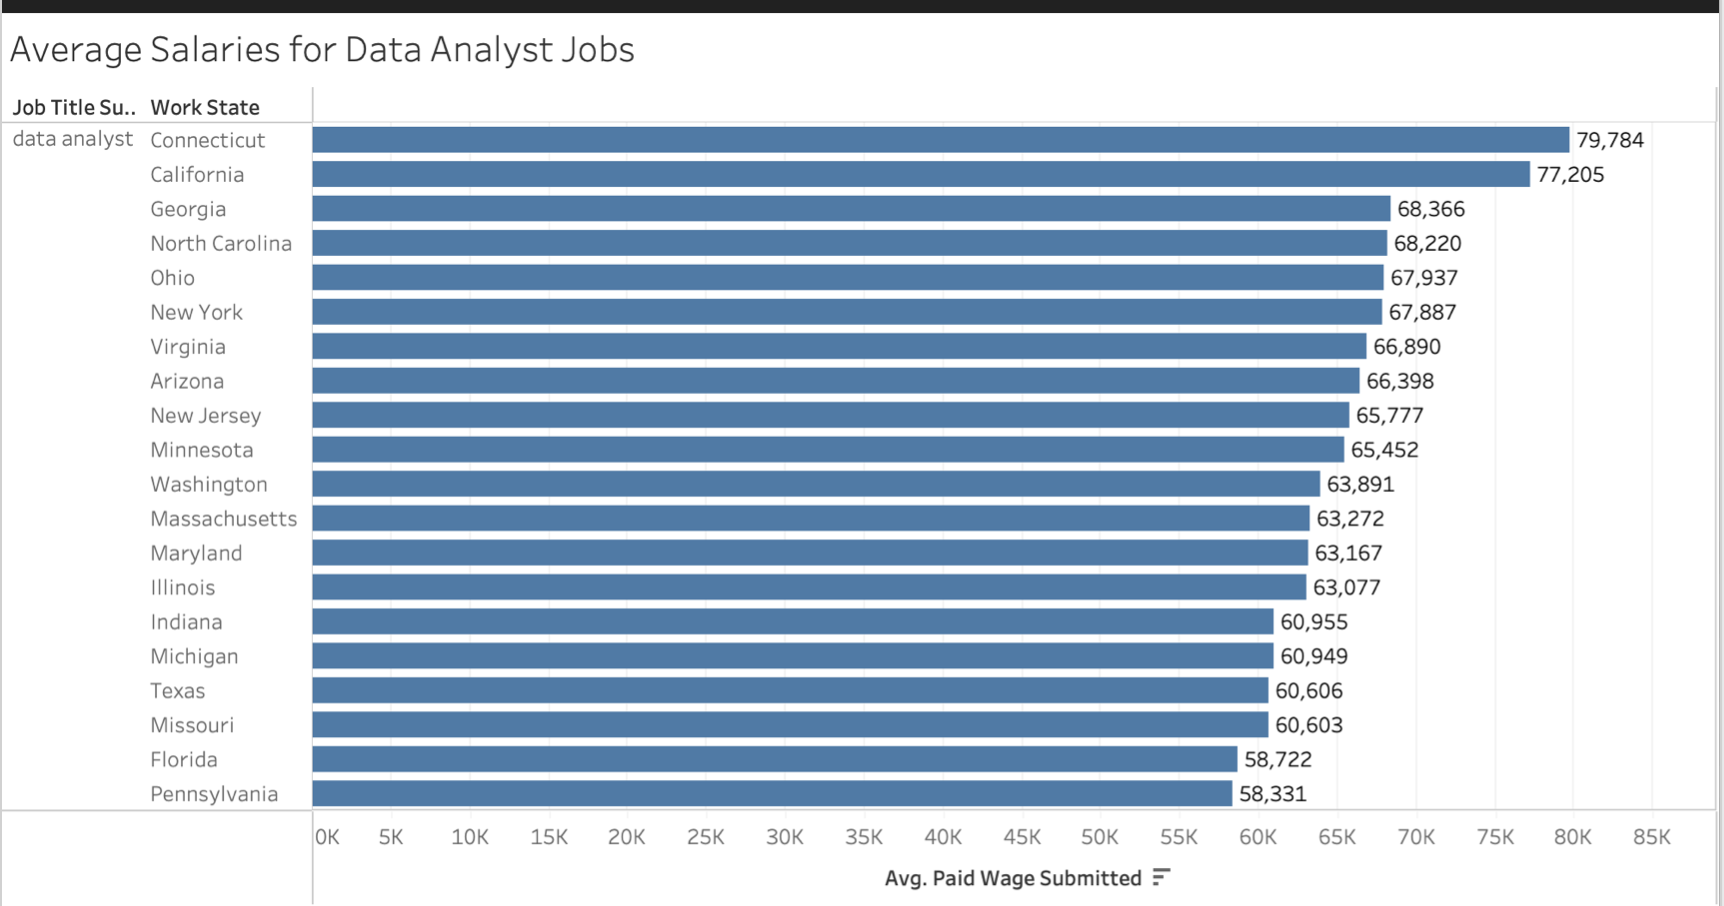 Average Salaries for Data Analyst Jobs
Job Title Su.. Work State
data analyst Connecticut 79,784
California 77,205
Georgia 68,366
North Carolina 68,220
Ohio 67,937
New York 67,887
Virginia 66,890
Arizona 66,398
New Jersey 65,777
Minnesota 65,452
Washington 63,891
Massachusetts 63,272
Maryland 63,167
Illinois 63,077
Indiana 60,955
Michigan 60,949
Texas 60,606
Missouri 60,603
Florida 58,722
Pennsylvania 58,331
0K 5K 10K 15K 20K 25K 30K 35K 40K 45K 50K 55K 60K 65K 70K 75K 80K 85K
Avg. Paid Wage Submitted